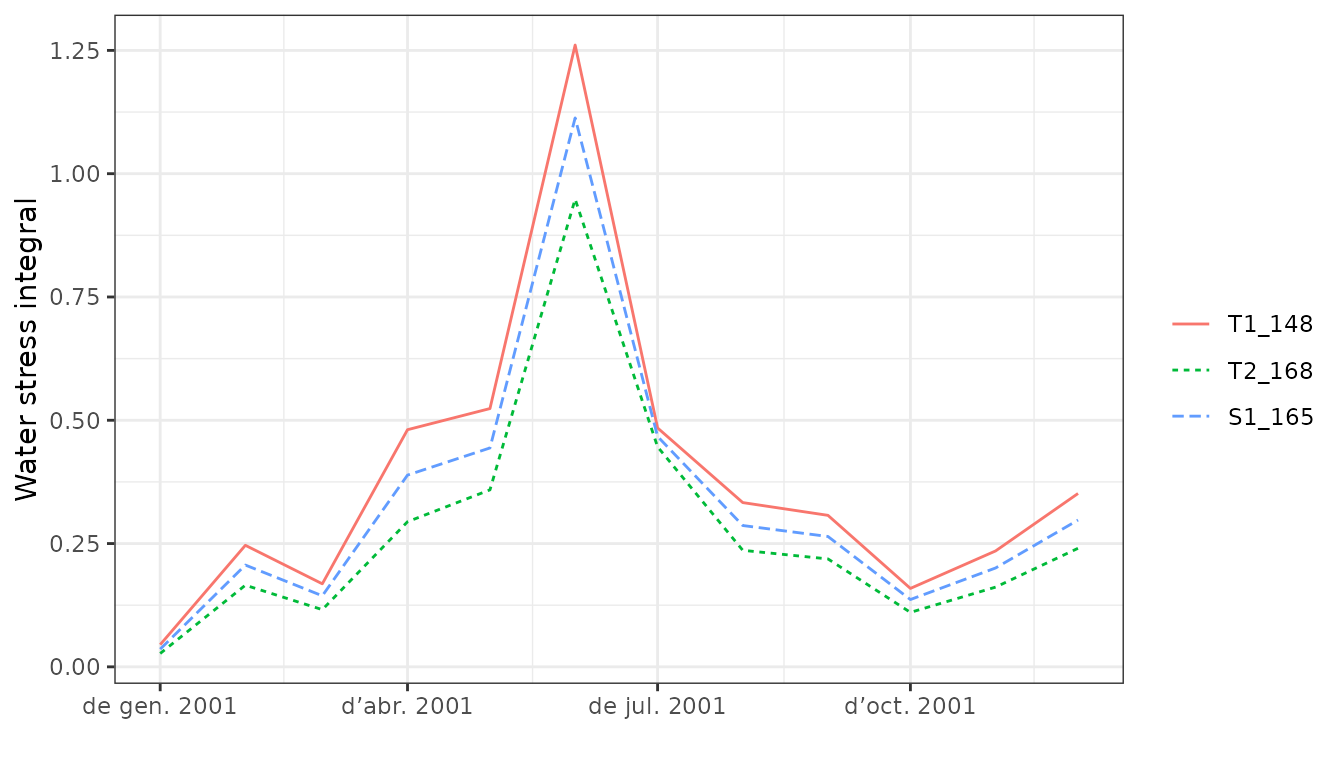 Water stress integral
1.25
1.00
0.75
0.50
0.25
0.00
de gen. 2001
d’abr. 2001
de jul. 2001
d’oct. 2001
T1_148
T2_168
S1_165